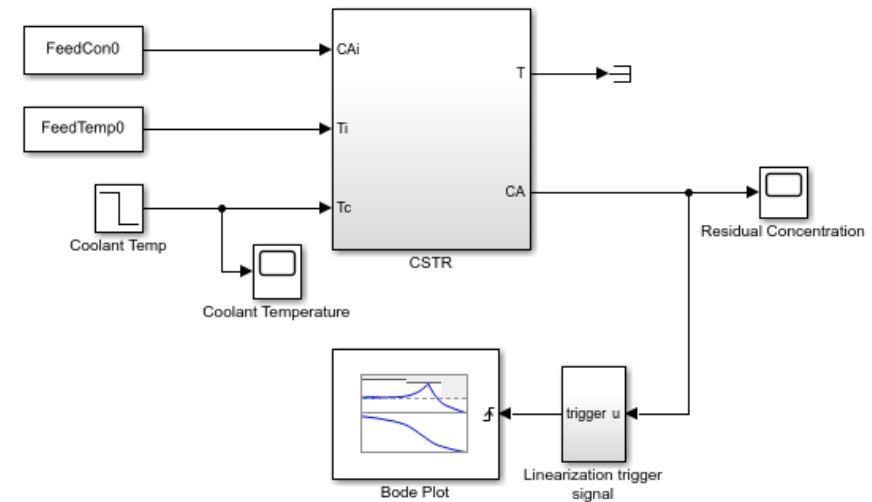 FeedCon0
CAi
T
FeedTemp0
Ti
CA
Tc
Coolant Temp
Residual Concentration
CSTR
Coolant Temperature
trigger u
Linearization trigger
signal
Bode Plot